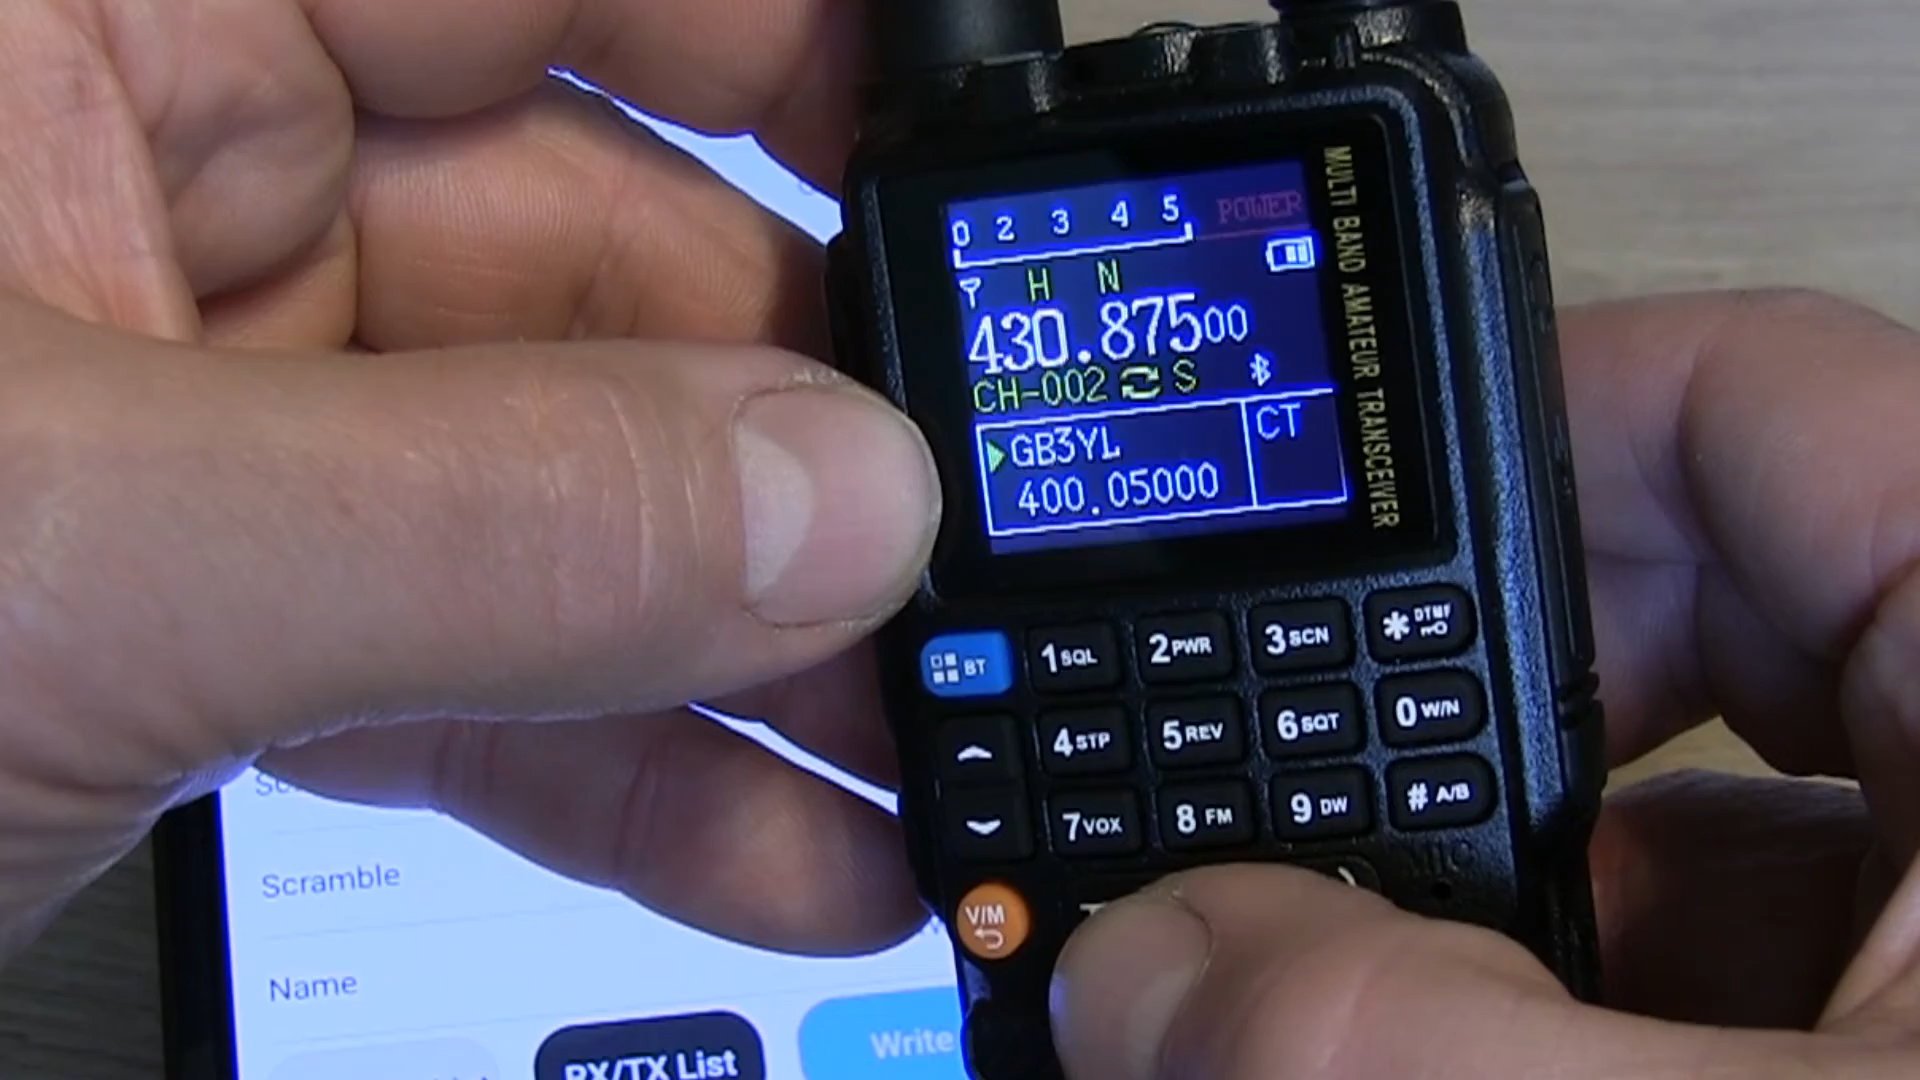 0 2 3 4 5 POWER
H N
430.87500
CH-002 S
GB3YL CT
400.05000
MULTI BAND AMATEUR TRANSCEIVER
BT 1 SQL 2 PWR 3 SCN * DTMF
4 STP 5 REV 6 SQT 0 W/N
7 VOX 8 FM 9 DW # A/B
MIC
V/M
Scramble
Name
RX/TX List
Write